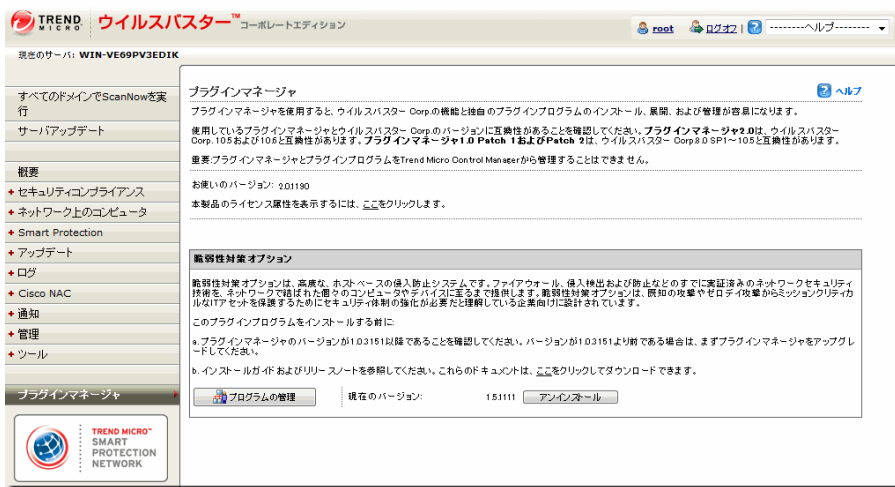 TREND MICRO ウイルスバスター™ コーポレートエディション
root ログオフ | --------ヘルプ--------
現在のサーバ: WIN-VE69PV3EDIK
すべてのドメインでScanNowを実
行
サーバアップデート
概要
セキュリティコンプライアンス
ネットワーク上のコンピュータ
Smart Protection
アップデート
ログ
Cisco NAC
通知
管理
ツール
プラグインマネージャ
TREND MICRO™
SMART
PROTECTION
NETWORK
プラグインマネージャ
ヘルプ
プラグインマネージャを使用すると、ウイルスバスター Corp.の機能と独自のプラグインプログラムのインストール、展開、および管理が容易になります。
使用しているプラグインマネージャとウイルスバスター Corp.のバージョンに互換性があることを確認してください。プラグインマネージャ2.0は、ウイルスバスター
Corp. 10.5および10.6と互換性があります。プラグインマネージャ1.0 Patch 1およびPatch 2は、ウイルスバスター Corp.8.0 SP1～10.5と互換性があります。
重要:プラグインマネージャとプラグインプログラムをTrend Micro Control Managerから管理することはできません。
お使いのバージョン: 2.0.1190
本製品のライセンス属性を表示するには、ここをクリックします。
脆弱性対策オプション
脆弱性対策オプションは、高度な、ホストベースの侵入防止システムです。ファイアウォール、侵入検出および防止などのすでに実証済みのネットワークセキュリティ
技術を、ネットワークで結ばれた個々のコンピュータやデバイスに至るまで提供します。脆弱性対策オプションは、既知の攻撃やゼロデイ攻撃からミッションクリティカ
ルなITアセットを保護するためにセキュリティ体制の強化が必要だと理解している企業向けに設計されています。
このプラグインプログラムをインストールする前に:
a. プラグインマネージャのバージョンが1.0.3151以降であることを確認してください。バージョンが1.0.3151より前である場合は、まずプラグインマネージャをアップグレ
ードしてください。
b. インストールガイドおよびリリースノートを参照してください。これらのドキュメントは、ここをクリックしてダウンロードできます。
プログラムの管理 現在のバージョン: 1.5.1111 アンインストール